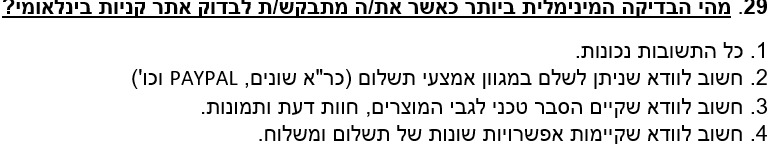 29. מהי הבדיקה המינימלית ביותר כאשר את/ה מתבקש/ת לבדוק אתר קניות בינלאומי?
1. כל התשובות נכונות.
2. חשוב לוודא שניתן לשלם במגוון אמצעי תשלום (כר"א שונים, PAYPAL וכו')
3. חשוב לוודא שקיים הסבר טכני לגבי המוצרים, חוות דעת ותמונות.
4. חשוב לוודא שקיימות אפשרויות שונות של תשלום ומשלוח.